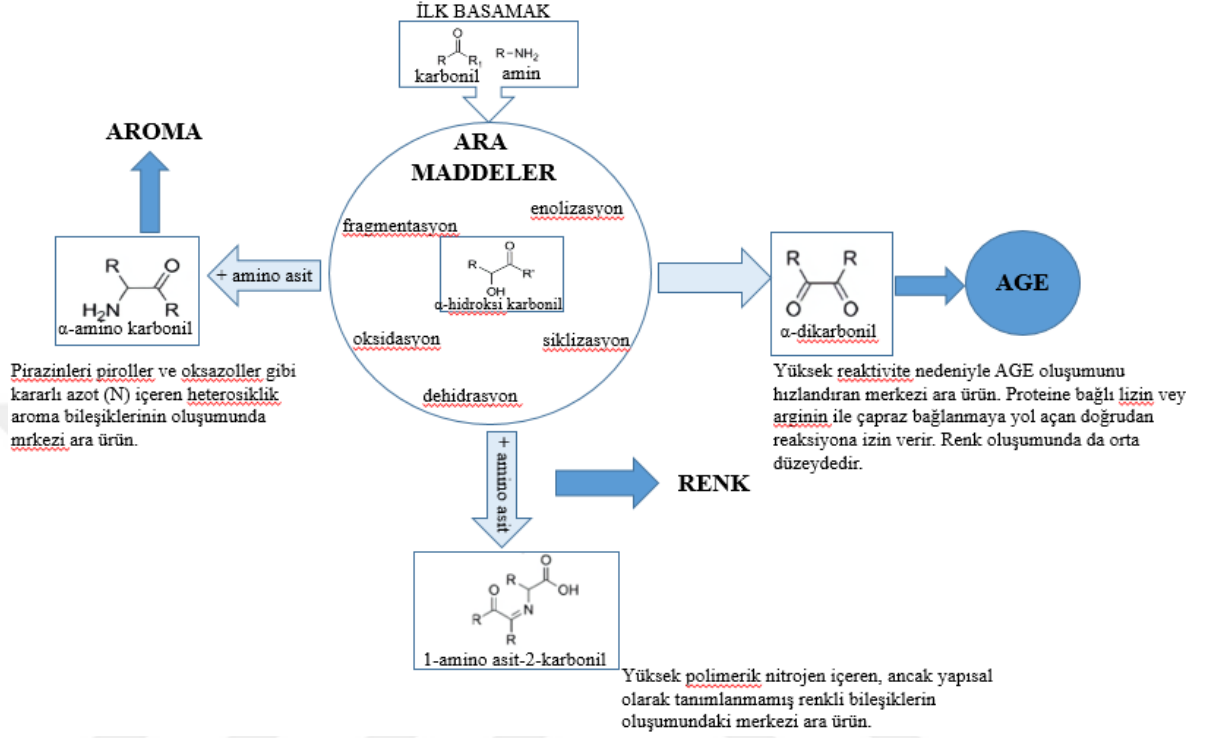 İLK BASAMAK
O
R R₁
R-NH₂
karbonil amin
AROMA
ARA
MADDELER
enolizasyon
fragmentasyon
O
R R'
OH
α-hidroksi karbonil
oksidasyon
siklizasyon
dehidrasyon
+ amino asit
R O
H₂N R
α-amino karbonil
R R
O O
α-dikarbonil
AGE
Pirazinleri piroller ve oksazoller gibi
kararlı azot (N) içeren heterosiklik
aroma bileşiklerinin oluşumunda
mrkezi ara ürün.
Yüksek reaktivite nedeniyle AGE oluşumunu
hızlandıran merkezi ara ürün. Proteine bağlı lizin vey
arginin ile çapraz bağlanmaya yol açan doğrudan
reaksiyona izin verir. Renk oluşumunda da orta
düzeydedir.
+ amino asit
RENK
O
R OH
O
N
R
R
1-amino asit-2-karbonil
Yüksek polimerik nitrojen içeren, ancak yapısal
olarak tanımlanmamış renkli bileşiklerin
oluşumundaki merkezi ara ürün.